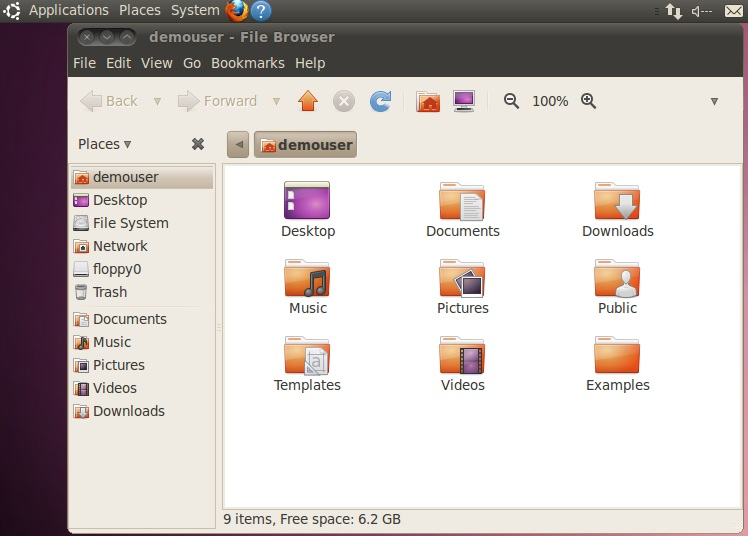 Applications Places System
demouser - File Browser
File Edit View Go Bookmarks Help
Back Forward 100%
Places
demouser
demouser
Desktop
File System
Network
floppy0
Trash
Documents
Music
Pictures
Videos
Downloads
Desktop Documents Downloads
Music Pictures Public
Templates Videos Examples
9 items, Free space: 6.2 GB